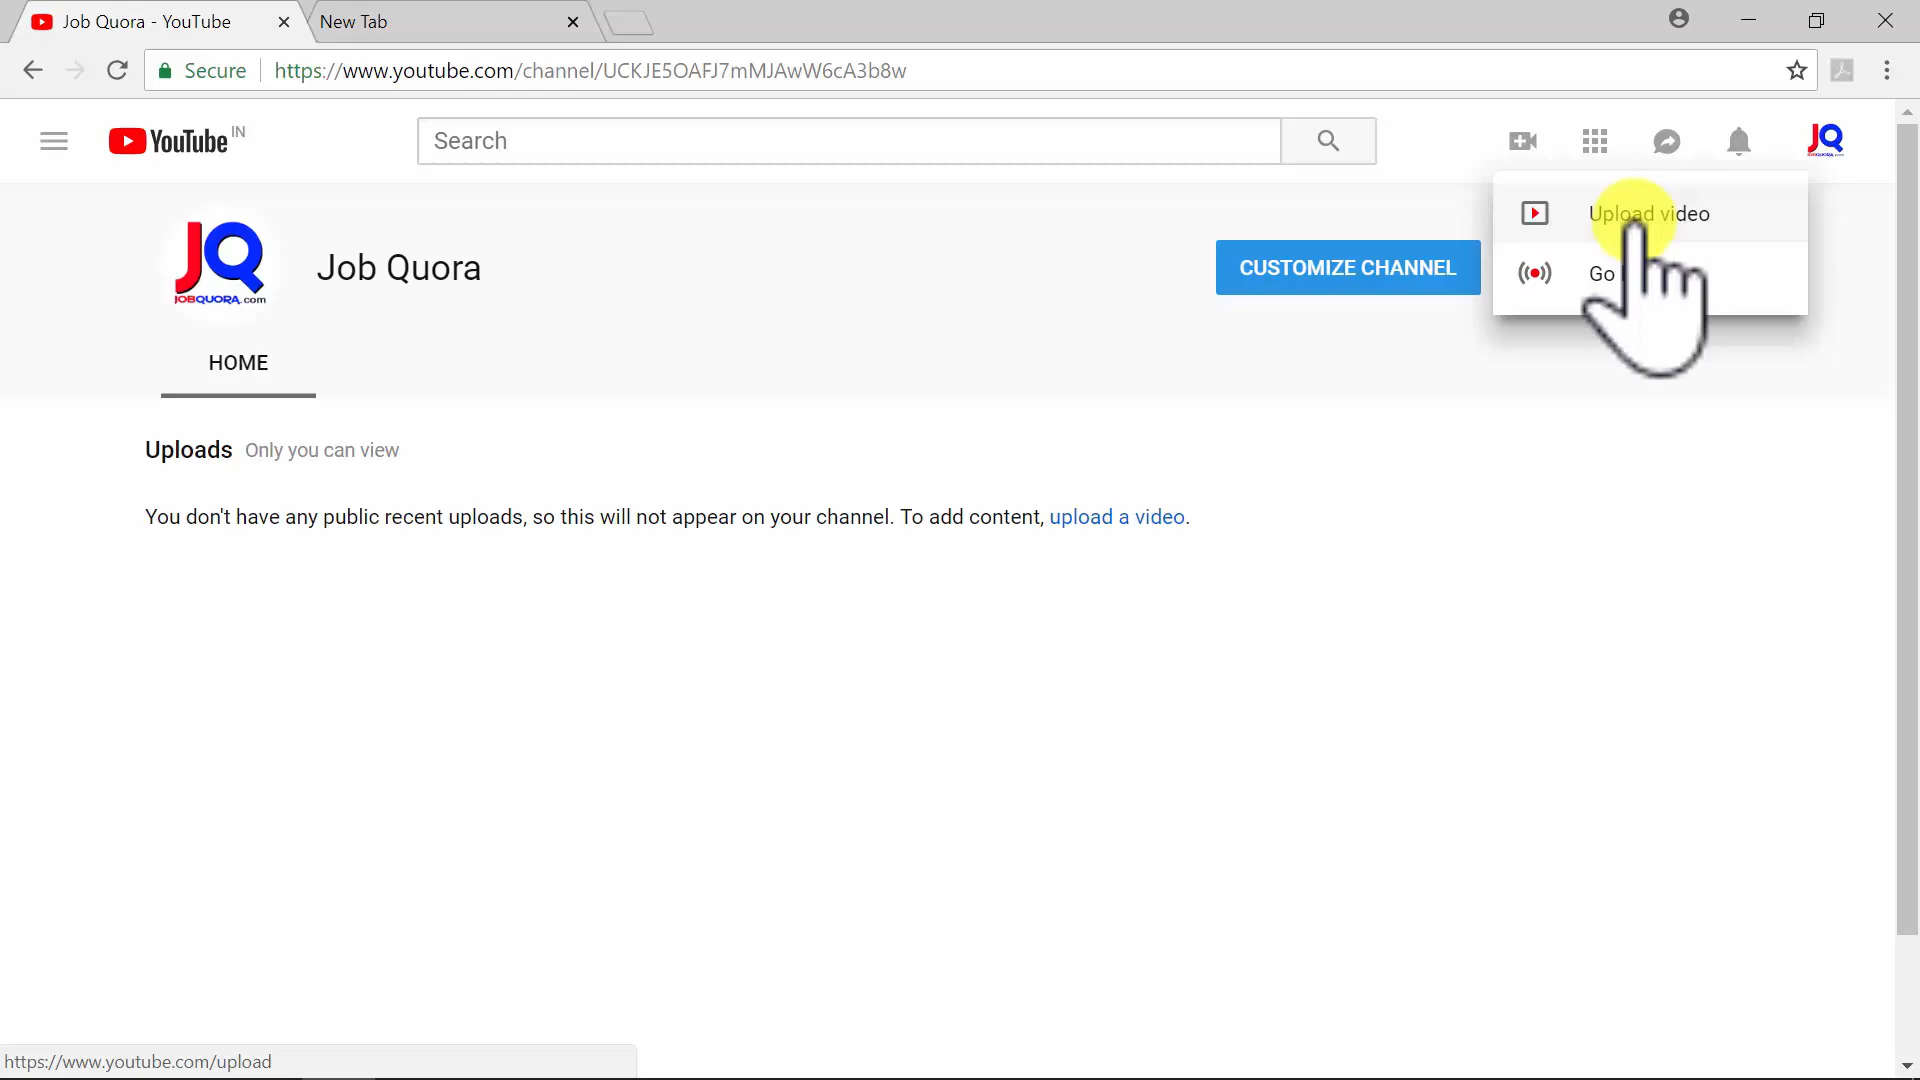 Job Quora - YouTube
New Tab
Secure
https://www.youtube.com/channel/UCKJE5OAFJ7mMJAwW6cA3b8w
YouTube IN
Search
JQ
Upload video
Go
JQ
JOBQUORA.com
Job Quora
CUSTOMIZE CHANNEL
HOME
Uploads Only you can view
You don't have any public recent uploads, so this will not appear on your channel. To add content, upload a video.
https://www.youtube.com/upload